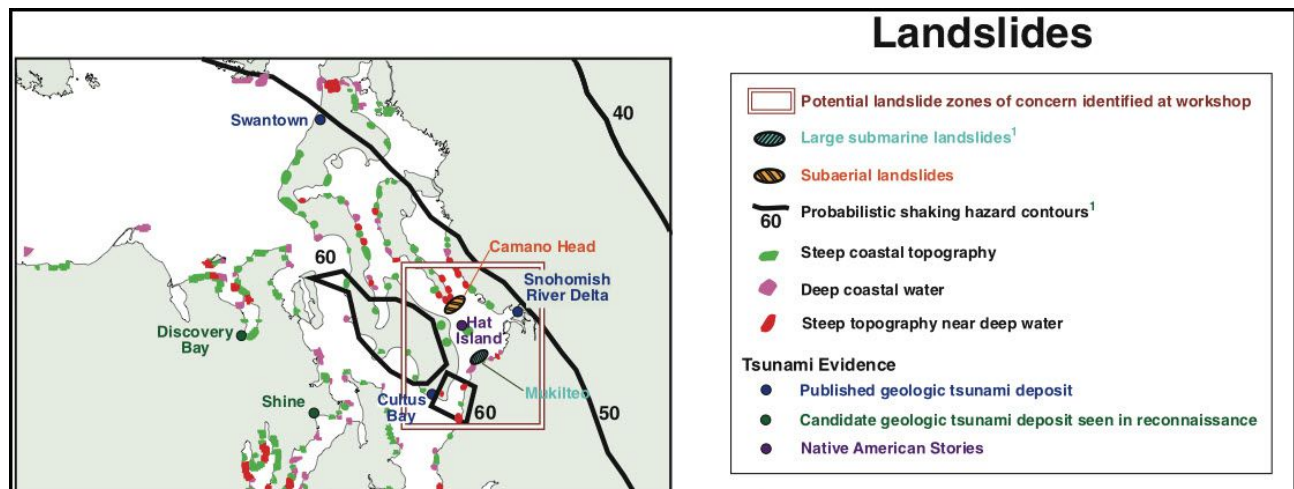 Landslides
Swantown
40
60
Camano Head
Snohomish
River Delta
Discovery
Bay
Hat
Island
Mukilteo
Shine
Cultus
Bay
60
50
Potential landslide zones of concern identified at workshop
Large submarine landslides1
Subaerial landslides
60
Probabilistic shaking hazard contours1
Steep coastal topography
Deep coastal water
Steep topography near deep water
Tsunami Evidence
Published geologic tsunami deposit
Candidate geologic tsunami deposit seen in reconnaissance
Native American Stories